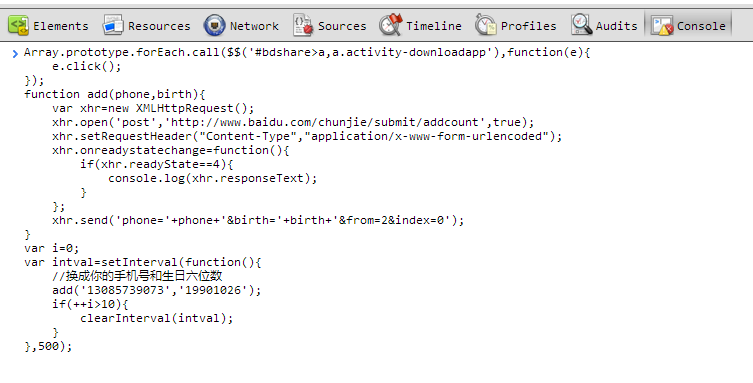 Elements Resources Network Sources Timeline Profiles Audits Console
Array.prototype.forEach.call($$('#bdshare>a,a.activity-downloadapp'),function(e){
    e.click();
});
function add(phone,birth){
    var xhr=new XMLHttpRequest();
    xhr.open('post','http://www.baidu.com/chunjie/submit/addcount',true);
    xhr.setRequestHeader("Content-Type","application/x-www-form-urlencoded");
    xhr.onreadystatechange=function(){
        if(xhr.readyState==4){
            console.log(xhr.responseText);
        }
    };
    xhr.send('phone='+phone+'&birth='+birth+'&from=2&index=0');
}
var i=0;
var intval=setInterval(function(){
    //换成你的手机号和生日六位数
    add('13085739073','19901026');
    if(++i>10){
        clearInterval(intval);
    }
},500);